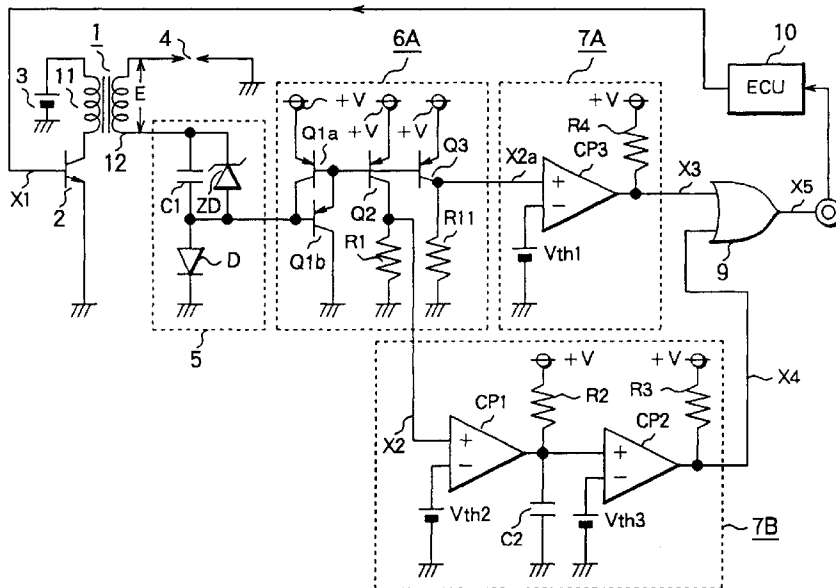 1
4
6A
7A
10
3
11
E
+V
+V
+V
R4
ECU
Q1a
Q3
X2a
CP3
X3
X5
12
X1
2
C1
ZD
Q2
R1
R11
Vth1
9
D
Q1b
5
+V
+V
X4
X2
CP1
R2
R3
CP2
Vth2
C2
Vth3
7B
+V
+
−
+
−
+
−